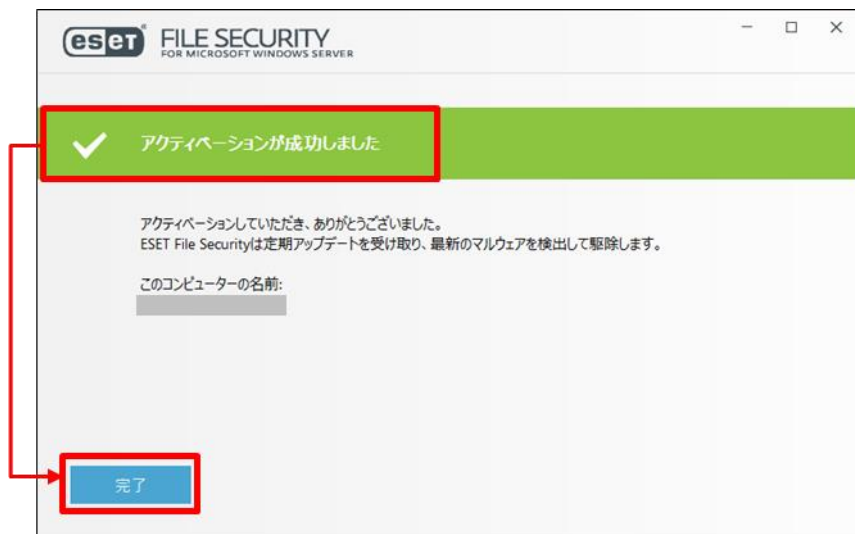 eset FILE SECURITY
FOR MICROSOFT WINDOWS SERVER
アクティベーションが成功しました
アクティベーションしていただき、ありがとうございました。
ESET File Securityは定期アップデートを受け取り、最新のマルウェアを検出して駆除します。
このコンピューターの名前:
完了